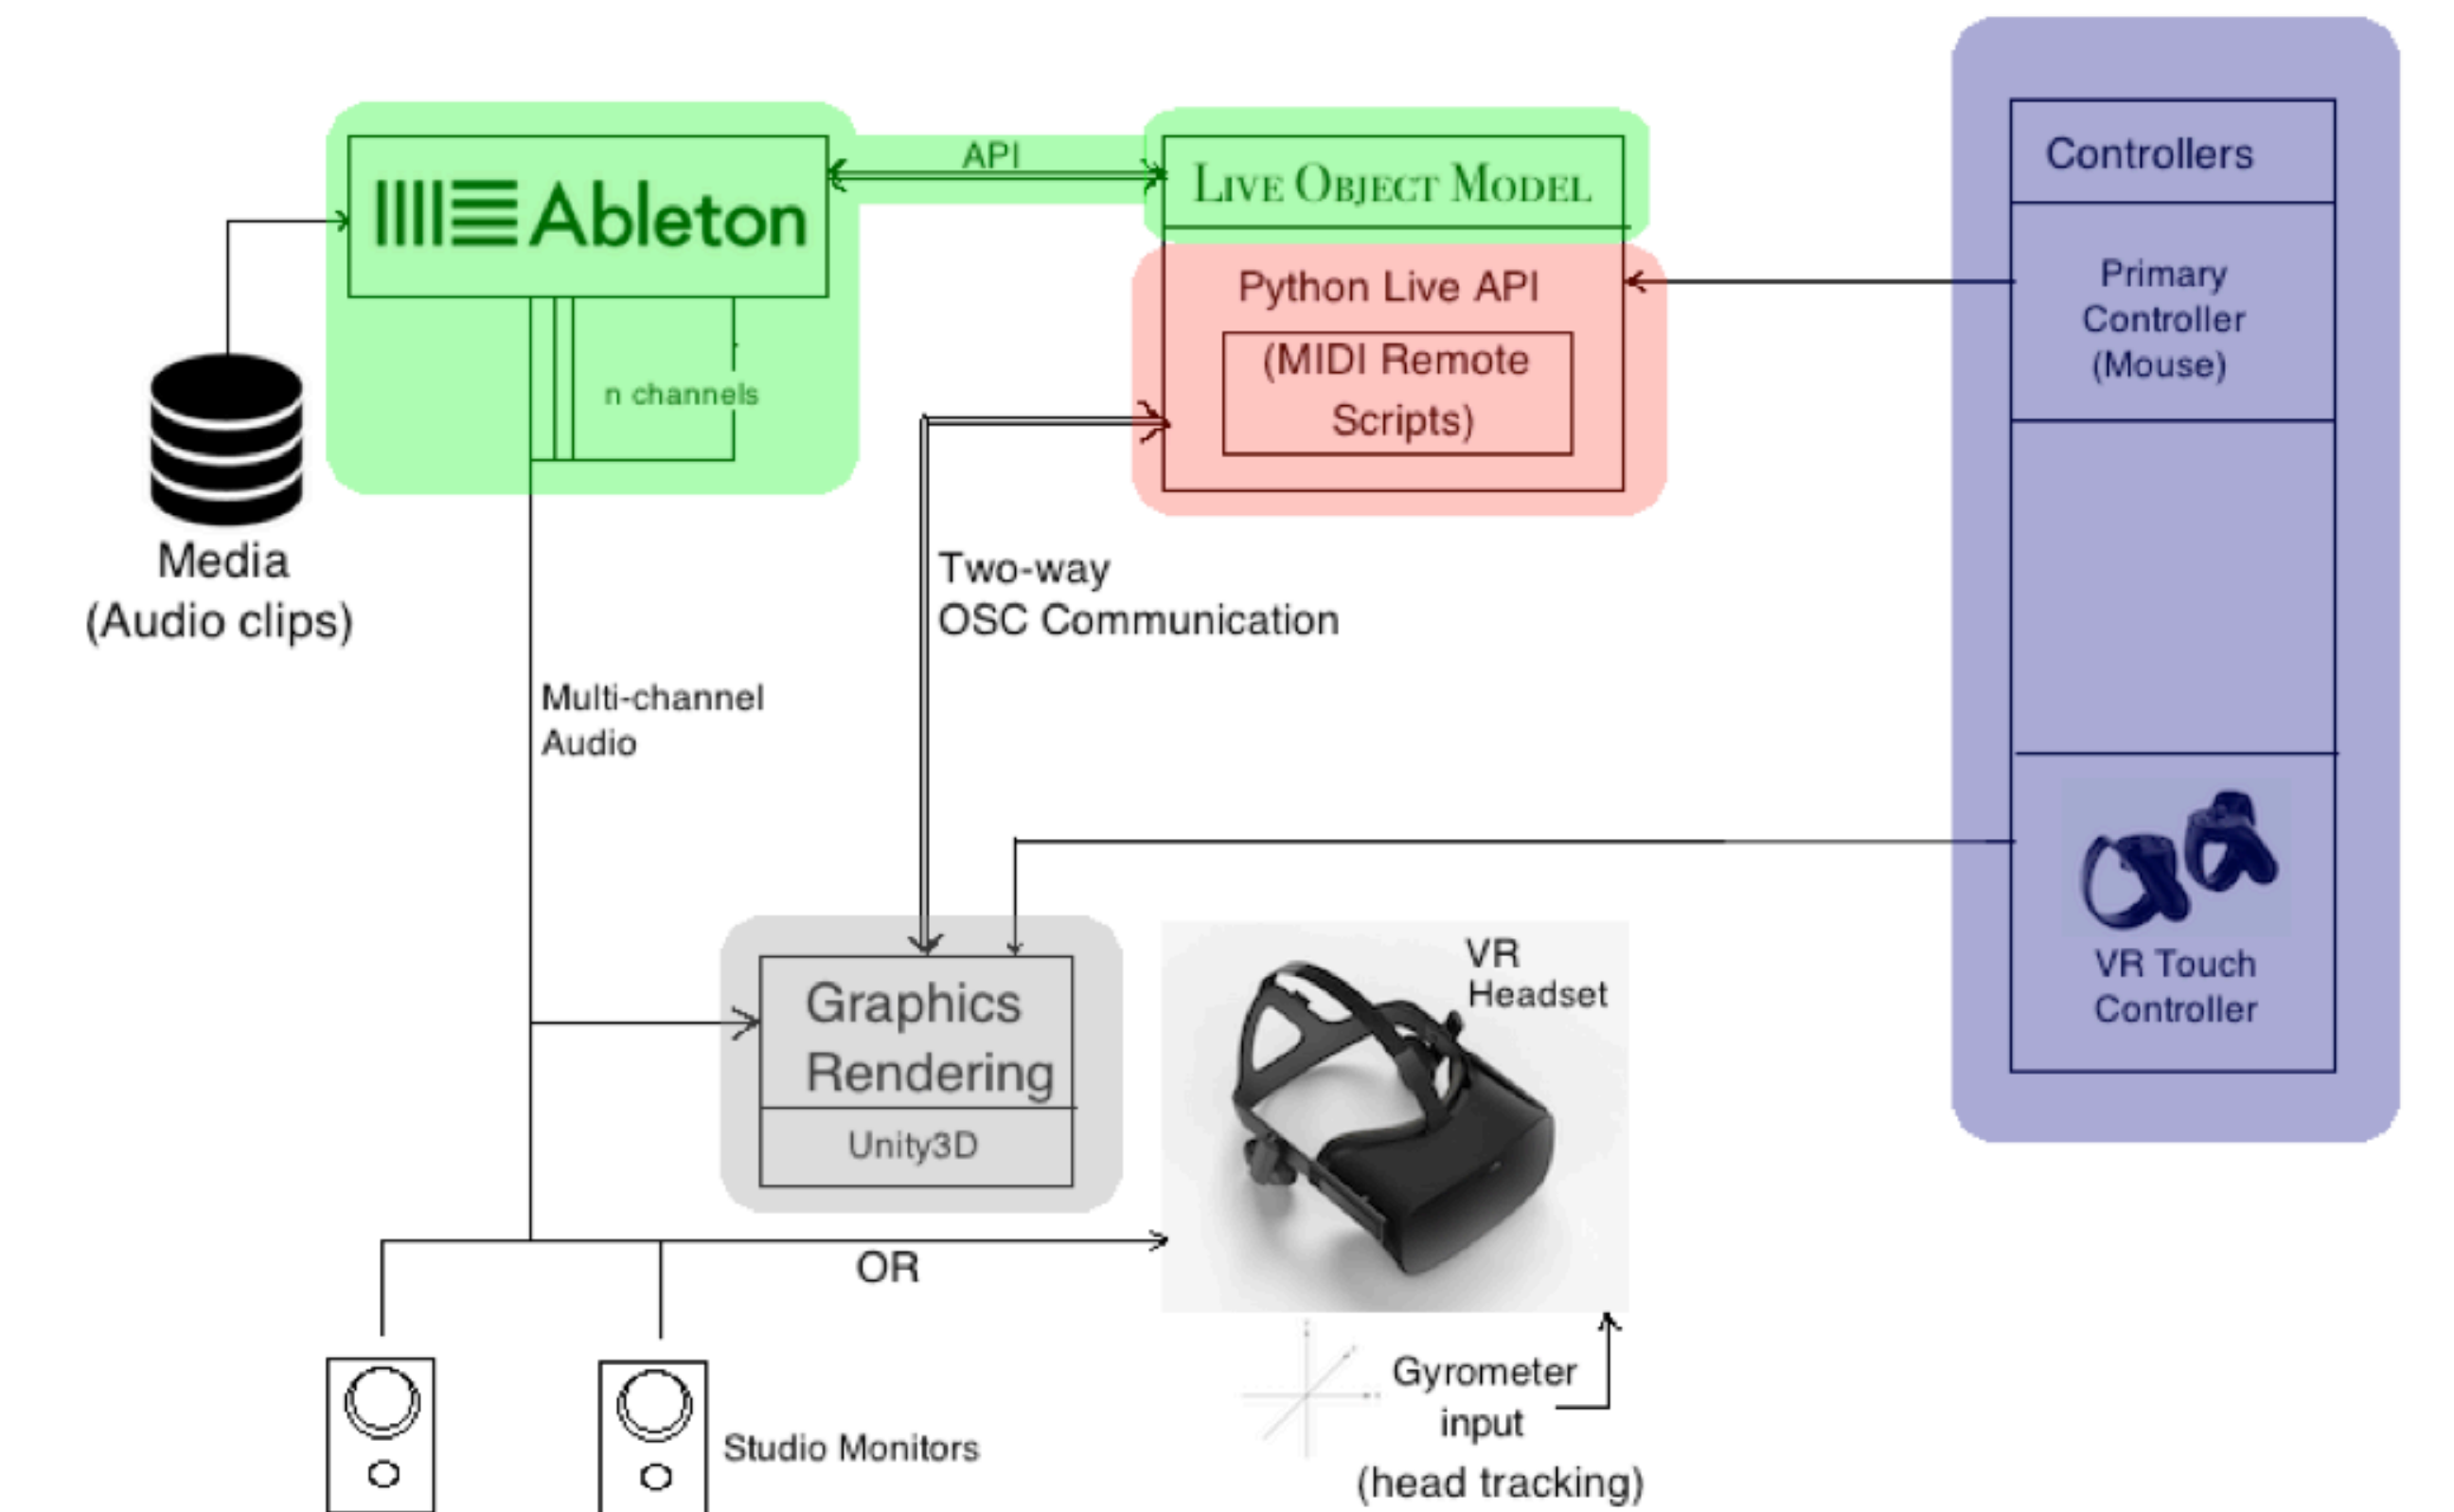 Ableton
API
LIVE OBJECT MODEL
Python Live API
(MIDI Remote
Scripts)
n channels
Media
(Audio clips)
Two-way
OSC Communication
Multi-channel
Audio
Controllers
Primary
Controller
(Mouse)
VR Touch
Controller
Graphics
Rendering
Unity3D
VR
Headset
OR
Studio Monitors
Gyrometer
input
(head tracking)